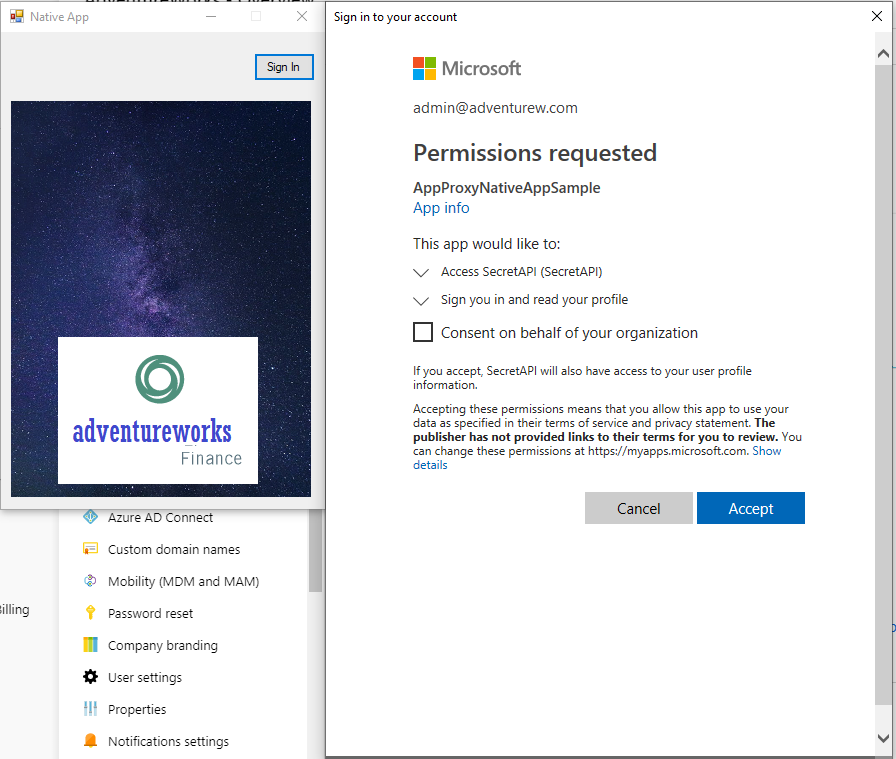 Native App
Sign In
adventureworks
Finance
Azure AD Connect
Custom domain names
Mobility (MDM and MAM)
Password reset
Company branding
User settings
Properties
Notifications settings
Sign in to your account
Microsoft
admin@adventurew.com
Permissions requested
AppProxyNativeAppSample
App info
This app would like to:
Access SecretAPI (SecretAPI)
Sign you in and read your profile
Consent on behalf of your organization
If you accept, SecretAPI will also have access to your user profile
information.
Accepting these permissions means that you allow this app to use your
data as specified in their terms of service and privacy statement. The
publisher has not provided links to their terms for you to review. You
can change these permissions at https://myapps.microsoft.com. Show
details
Cancel
Accept